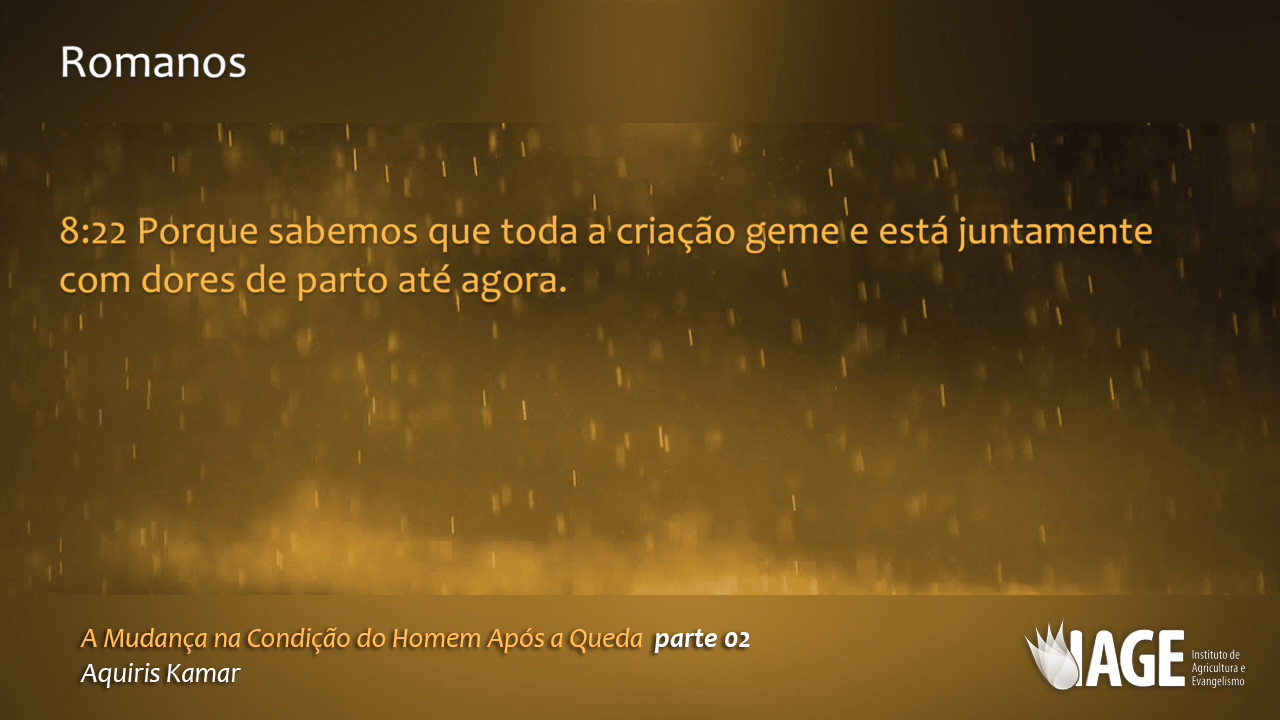 Romanos
8:22 Porque sabemos que toda a criação geme e está juntamente
com dores de parto até agora.
A Mudança na Condição do Homem Após a Queda parte 02
Aquiris Kamar
IAGE
Instituto de
Agricultura e
Evangelismo